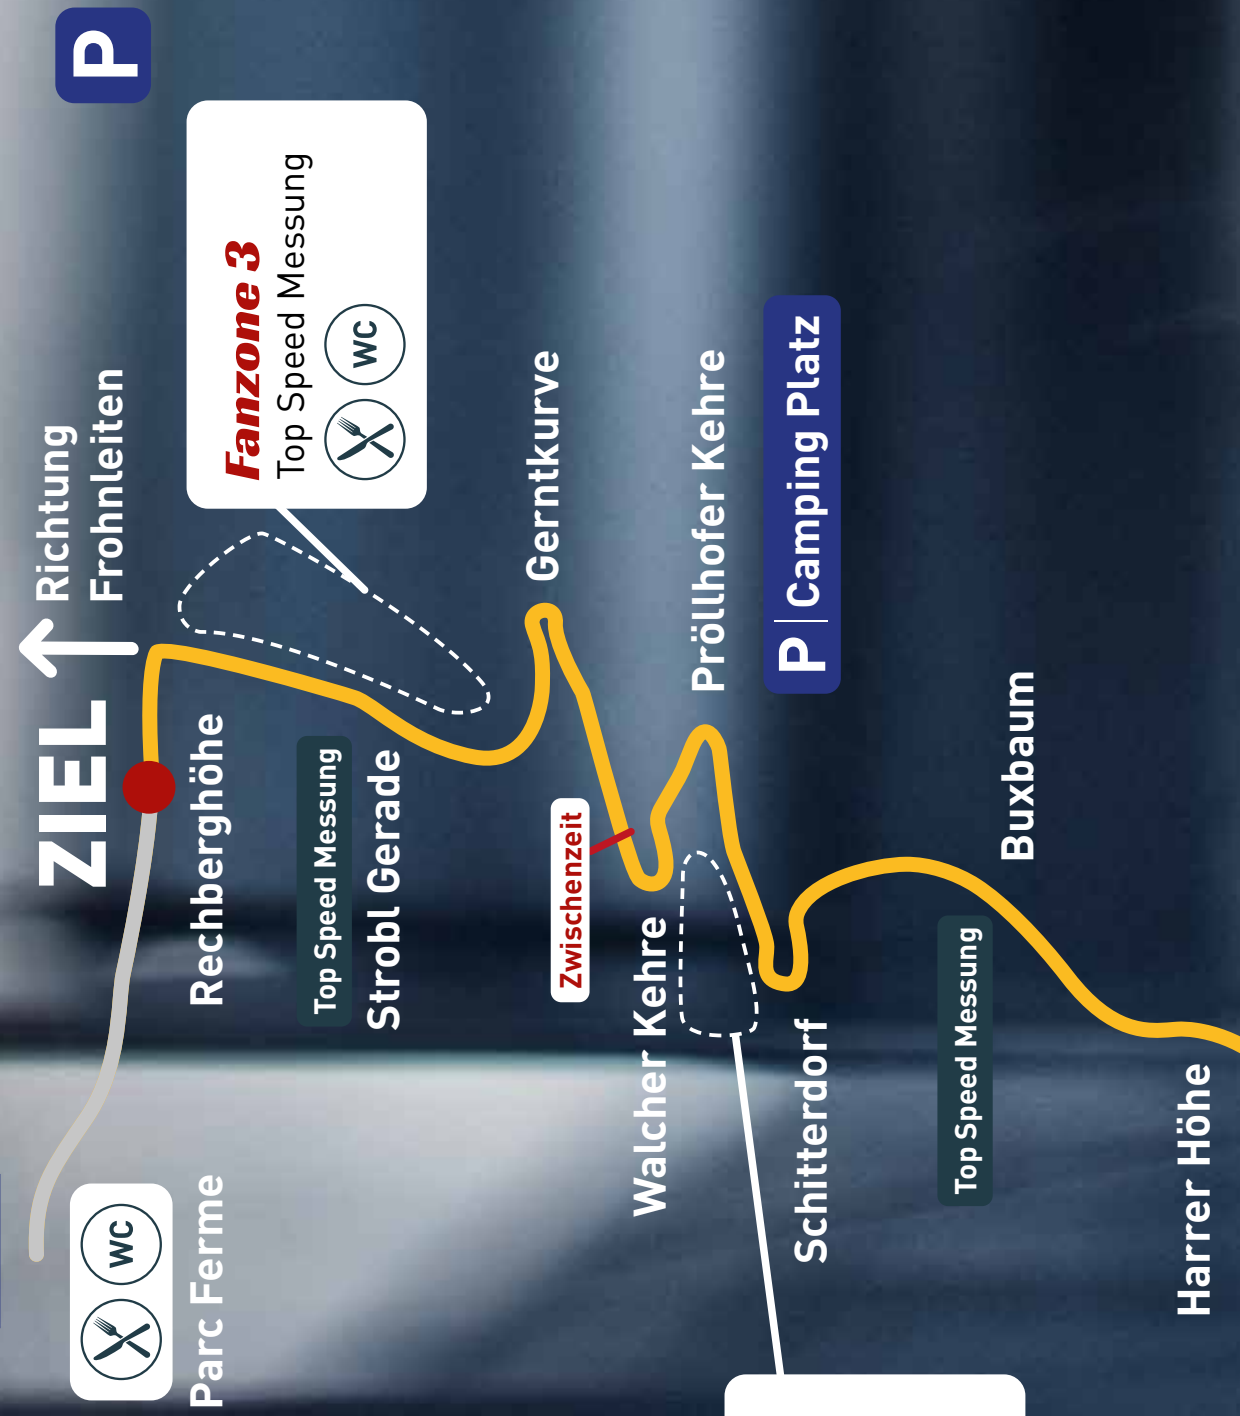 P
ZIEL
Richtung
Frohnleiten
Fanzone 3
Top Speed Messung
WC
Rechberghöhe
Top Speed Messung
Strobl Gerade
WC
Parc Ferme
Gerntkurve
Zwischenzeit
Walcher Kehre
Pröllhofer Kehre
P | Camping Platz
Schitterdorf
Top Speed Messung
Buxbaum
Harrer Höhe